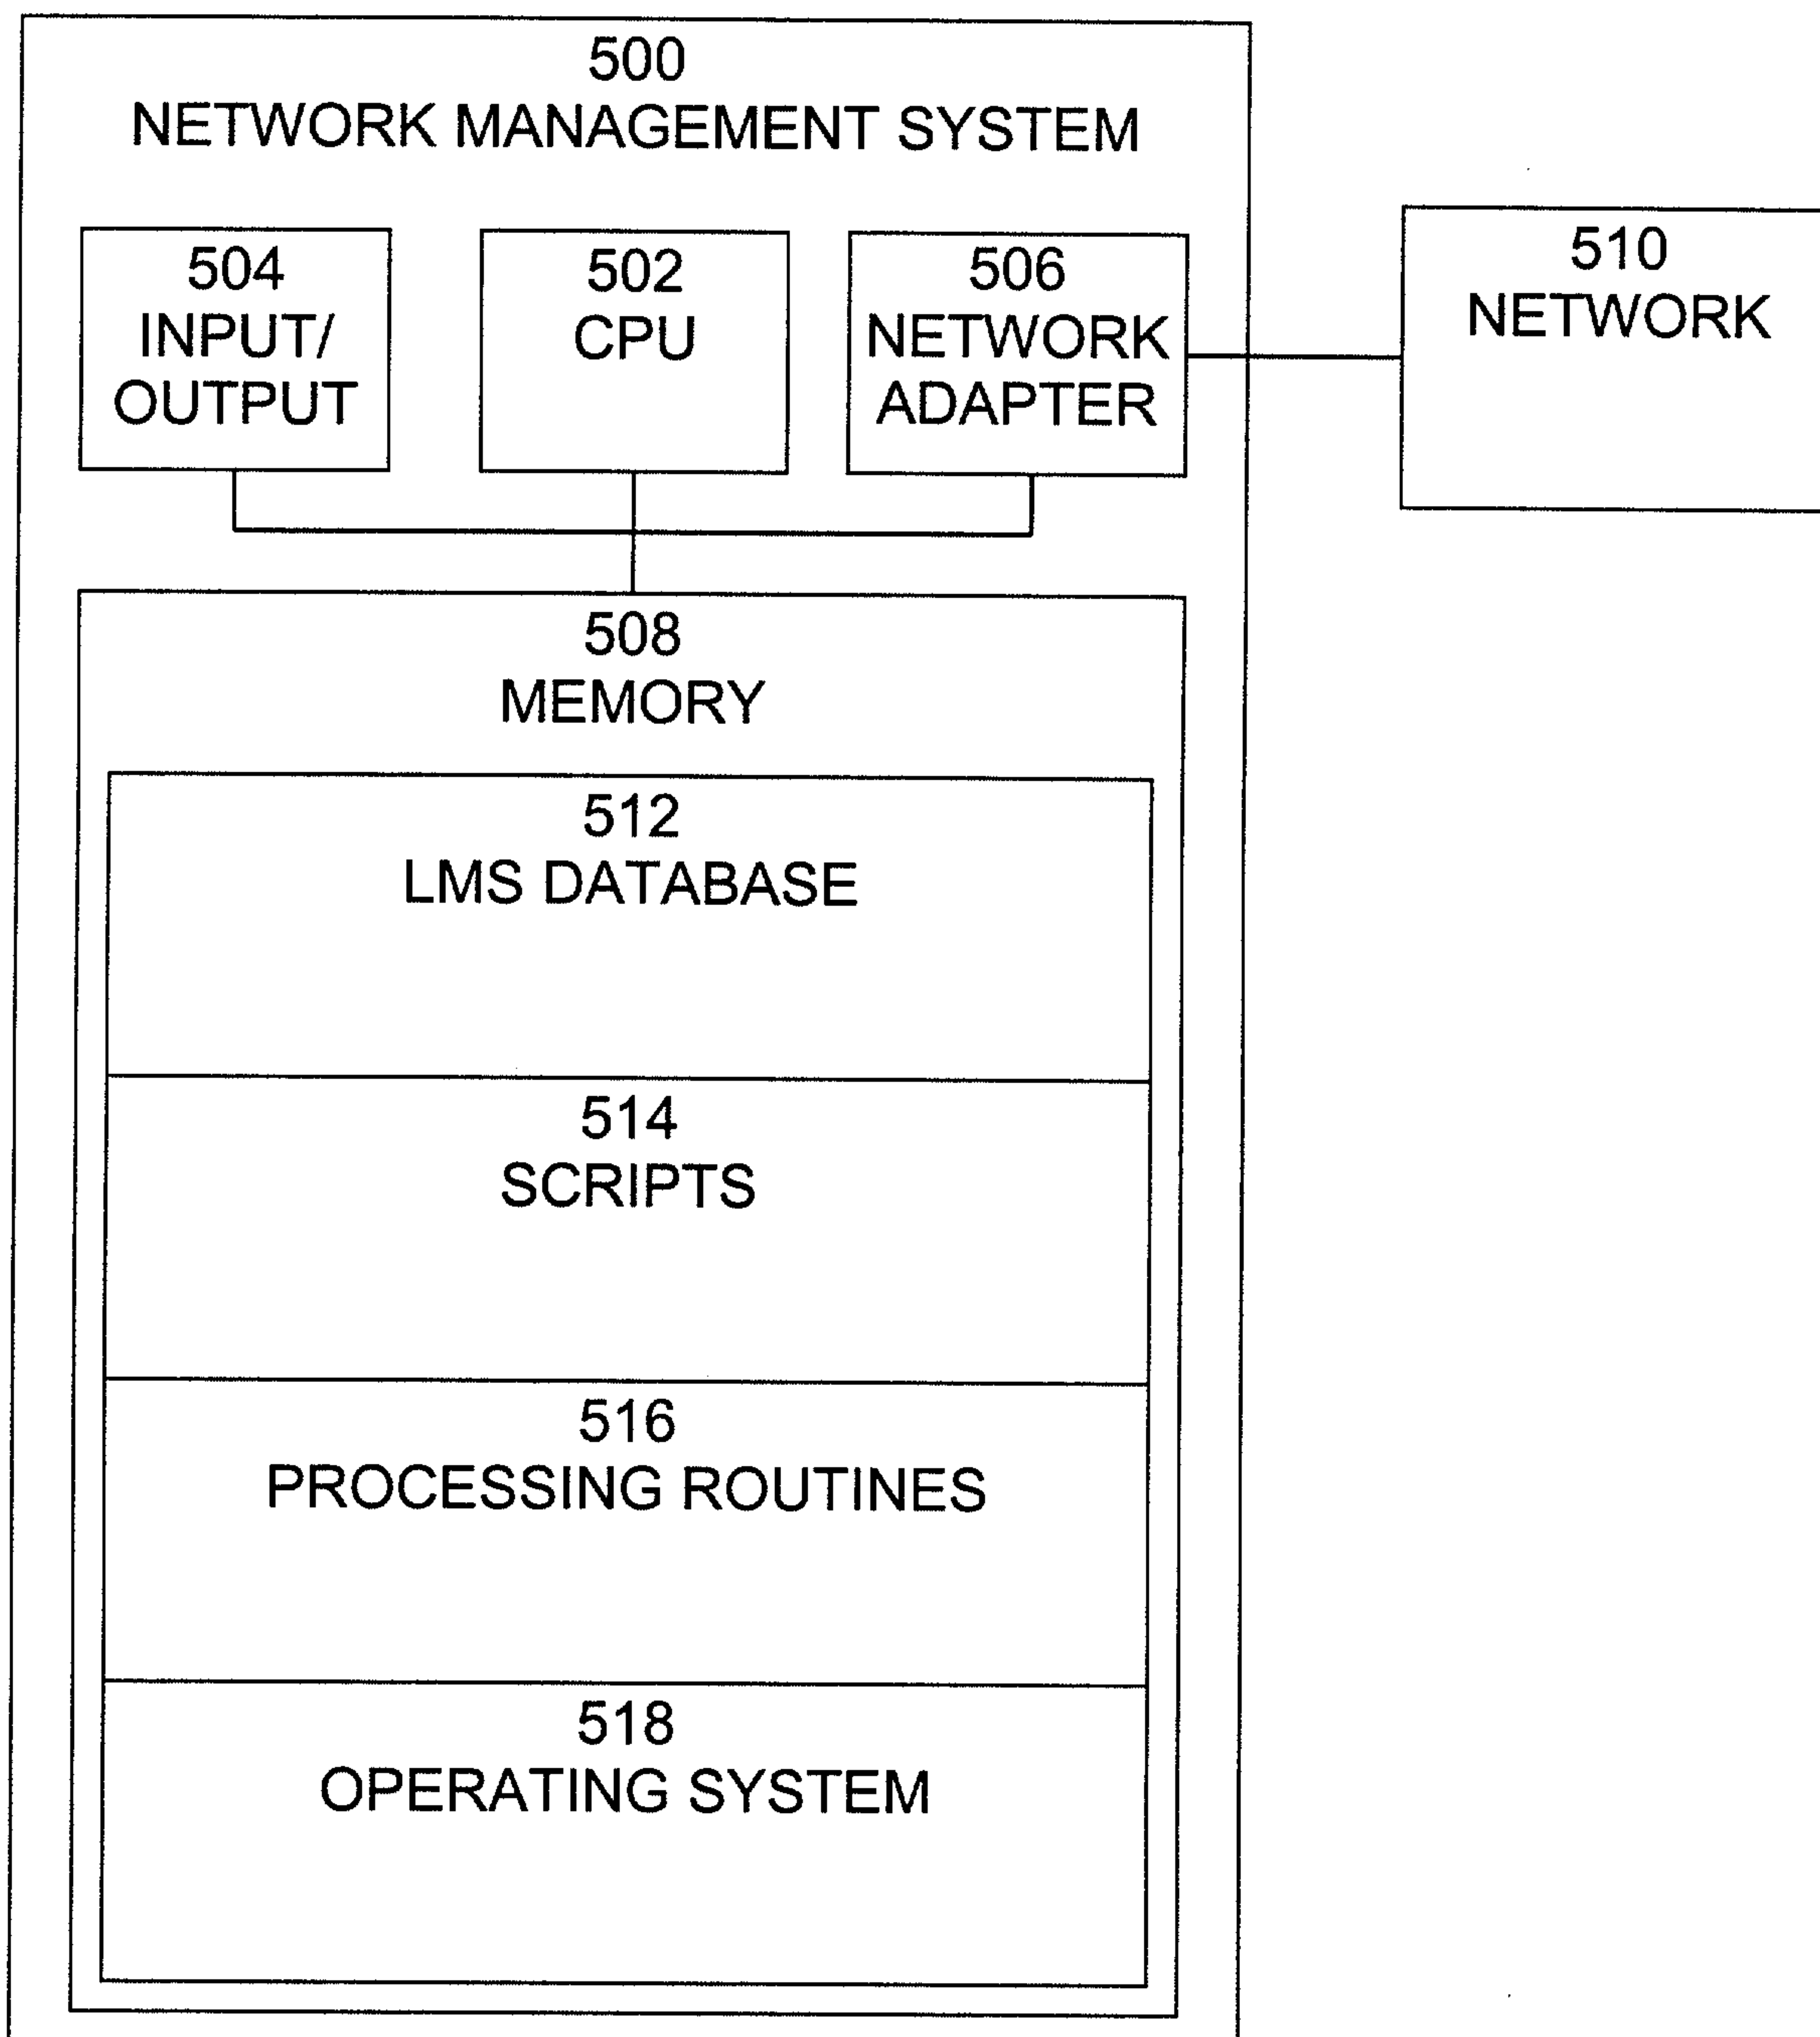 500
NETWORK MANAGEMENT SYSTEM
504
INPUT/
OUTPUT
502
CPU
506
NETWORK
ADAPTER
510
NETWORK
508
MEMORY
512
LMS DATABASE
514
SCRIPTS
516
PROCESSING ROUTINES
518
OPERATING SYSTEM